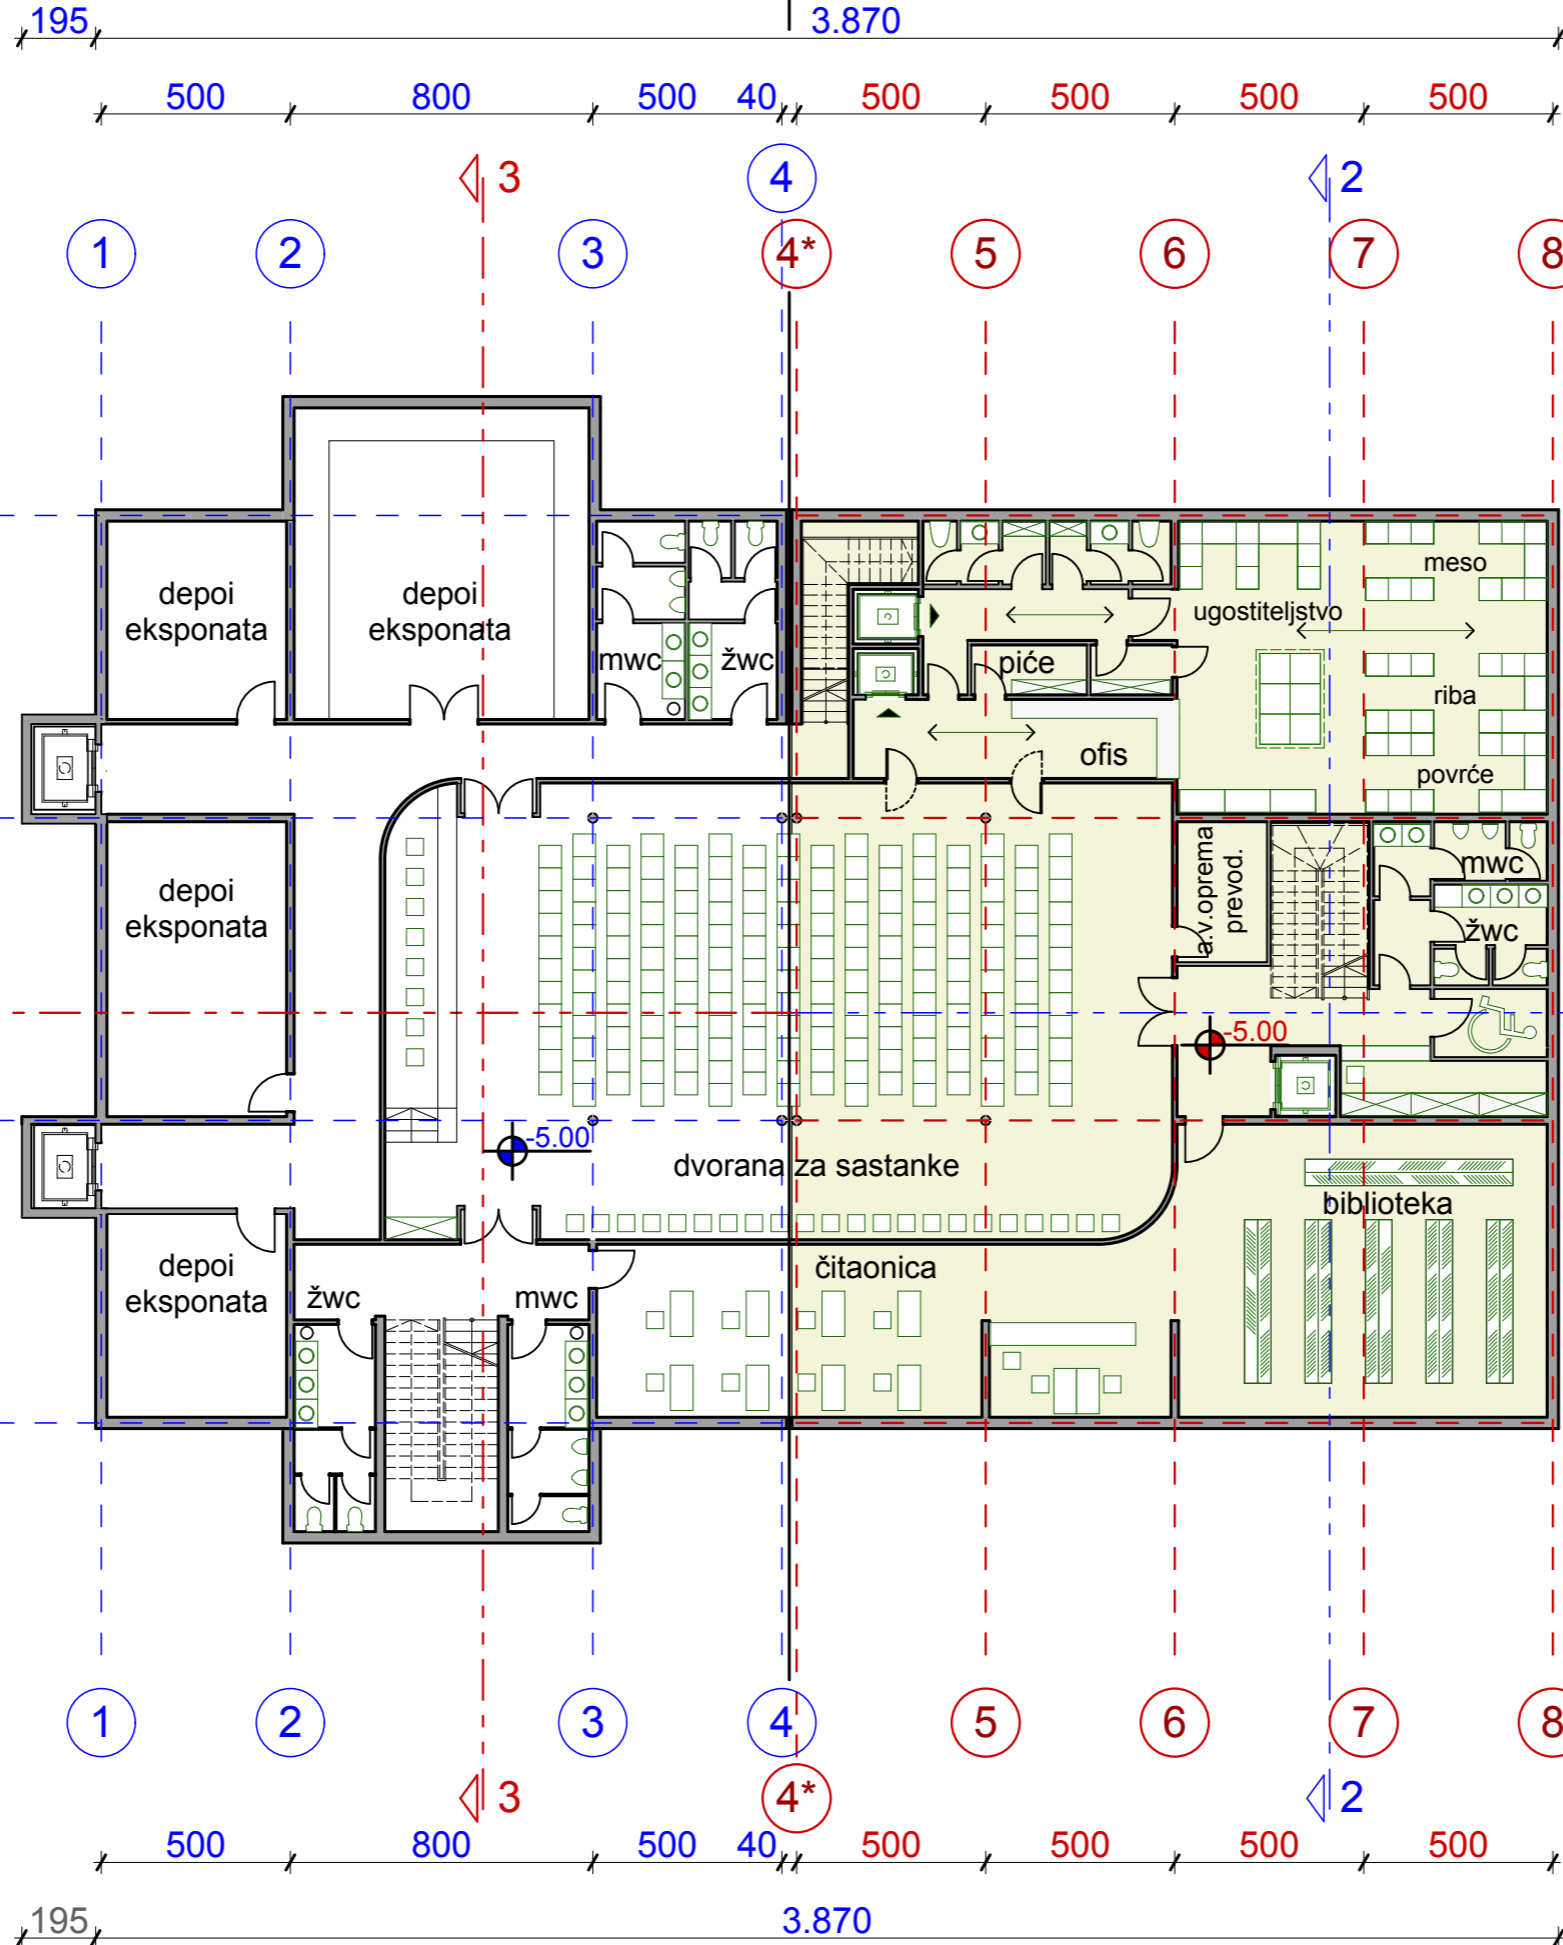 195 3.870
500 800 500 40 500 500 500 500
3 4 2
1 2 3 4* 5 6 7 8
meso
depoi
eksponata
depoi
eksponata
ugostiteljstvo
mwc žwc piće
riba
ofis
povrće
a.v.oprema
prevod.
mwc
depoi
eksponata
žwc
-5.00
-5.00
dvorana za sastanke
biblioteka
depoi
eksponata
čitaonica
žwc mwc
1 2 3 4 5 6 7 8
3 4* 2
500 800 500 40 500 500 500 500
195 3.870